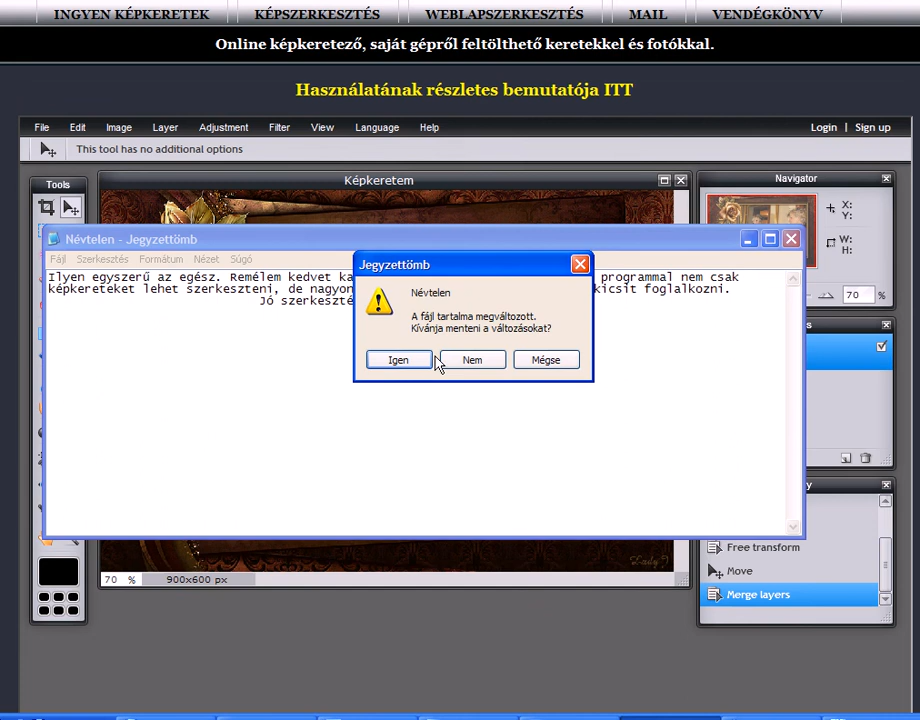 INGYEN KÉPKERETEK KÉPSZERKESZTÉS WEBLAPSZERKESZTÉS MAIL VENDÉGKÖNYV
Online képkeretező, saját gépről feltölthető keretekkel és fotókkal.
Használatának részletes bemutatója ITT
File Edit Image Layer Adjustment Filter View Language Help Login | Sign up
This tool has no additional options
Tools
Képkeretem
Navigator
X:
Y:
W:
H:
70 %
Névtelen - Jegyzettömb
Fájl Szerkesztés Formátum Nézet Súgó
Ilyen egyszerű az egész. Remélem kedvet programmal nem csak
képkereteket lehet szerkeszteni, de nagyon kicsit foglalkozni.
Jó
Jegyzettömb
Névtelen
A fájl tartalma megváltozott.
Kívánja menteni a változásokat?
Igen Nem Mégse
Free transform
Move
Merge layers
70 % 900x600 px